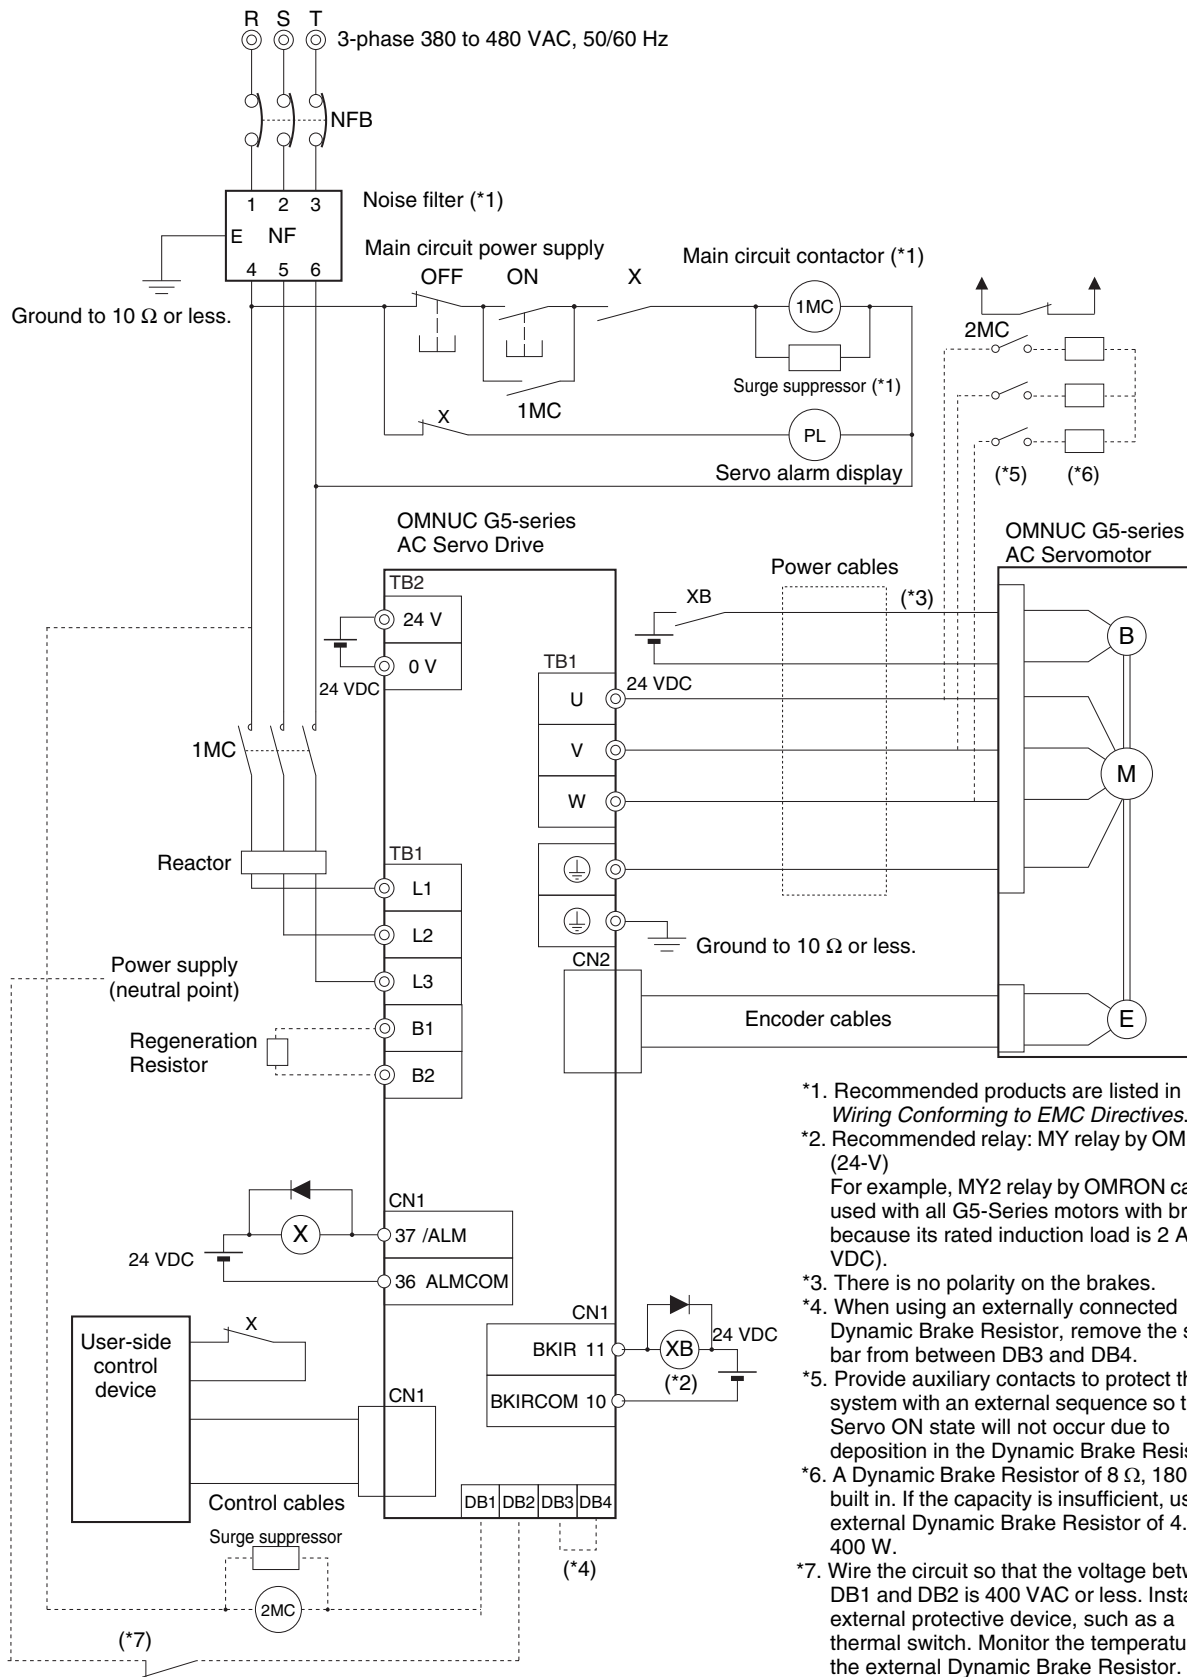 R S T
3-phase 380 to 480 VAC, 50/60 Hz
NFB
1 2 3
Noise filter (*1)
E NF
4 5 6
Ground to 10 Ω or less.
Main circuit power supply
OFF ON X
Main circuit contactor (*1)
1MC
Surge suppressor (*1)
1MC
X
PL
Servo alarm display
2MC
(*5) (*6)
OMNUC G5-series
AC Servo Drive
OMNUC G5-series
AC Servomotor
TB2
24 V
0 V
24 VDC
Power cables
XB
(*3)
B
24 VDC
TB1
U
V
W
M
1MC
Reactor
TB1
L1
L2
L3
B1
B2
Ground to 10 Ω or less.
CN2
Power supply
(neutral point)
Regeneration
Resistor
Encoder cables
E
CN1
X
24 VDC
37 /ALM
36 ALMCOM
CN1
BKIR 11
BKIRCOM 10
XB
24 VDC
(*2)
User-side
control
device
X
CN1
Control cables
DB1 DB2 DB3 DB4
(*4)
Surge suppressor
2MC
(*7)
*1. Recommended products are listed in
Wiring Conforming to EMC Directives.
*2. Recommended relay: MY relay by
(24-V)
For example, MY2 relay by OMRON
used with all G5-Series motors with
because its rated induction load is 2
VDC).
*3. There is no polarity on the brakes.
*4. When using an externally connected
Dynamic Brake Resistor, remove the
bar from between DB3 and DB4.
*5. Provide auxiliary contacts to protect
system with an external sequence so
Servo ON state will not occur due to
deposition in the Dynamic Brake
*6. A Dynamic Brake Resistor of 8 Ω, 180
built in. If the capacity is insufficient,
external Dynamic Brake Resistor of 4.
400 W.
*7. Wire the circuit so that the voltage
DB1 and DB2 is 400 VAC or less.
external protective device, such as a
thermal switch. Monitor the
the external Dynamic Brake Resistor.